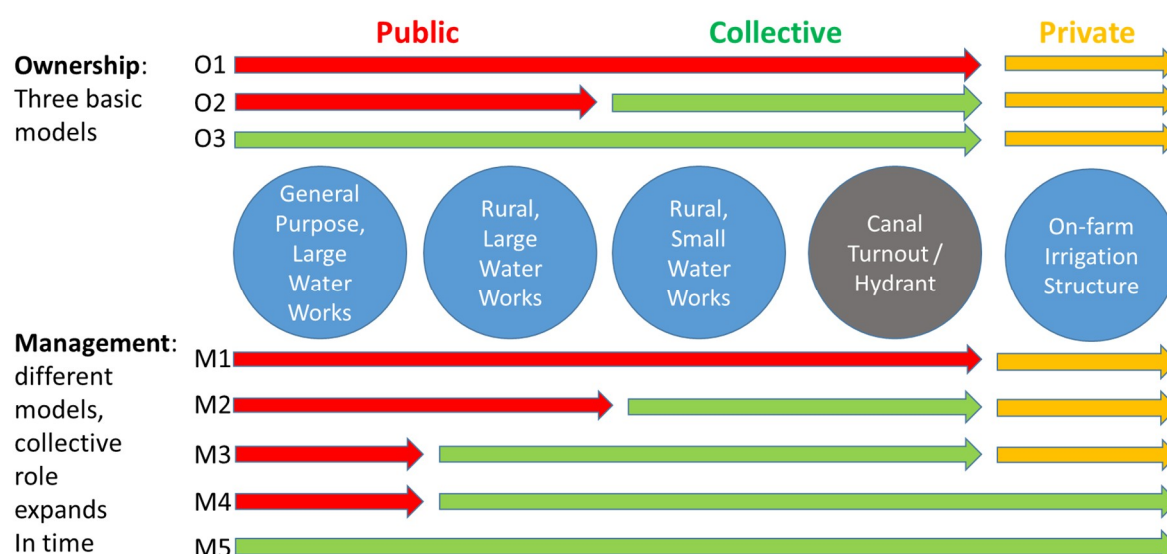 Public Collective Private
Ownership:
Three basic
models
O1
O2
O3
General
Purpose,
Large
Water
Works
Rural,
Large
Water
Works
Rural,
Small
Water
Works
Canal
Turnout /
Hydrant
On-farm
Irrigation
Structure
Management:
different
models,
collective
role
expands
In time
M1
M2
M3
M4
M5